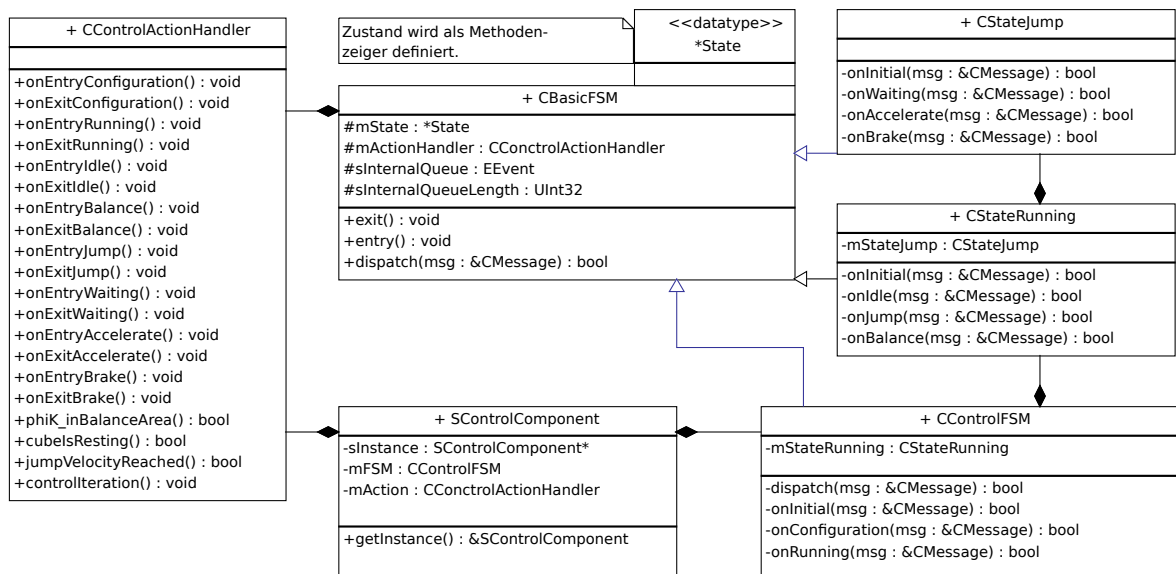 + CControlActionHandler
+onEntryConfiguration() : void
+onExitConfiguration() : void
+onEntryRunning() : void
+onExitRunning() : void
+onEntryIdle() : void
+onExitIdle() : void
+onEntryBalance() : void
+onExitBalance() : void
+onEntryJump() : void
+onExitJump() : void
+onEntryWaiting() : void
+onExitWaiting() : void
+onEntryAccelerate() : void
+onExitAccelerate() : void
+onEntryBrake() : void
+onExitBrake() : void
+phiK_inBalanceArea() : bool
+cubeIsResting() : bool
+jumpVelocityReached() : bool
+controlIteration() : void
Zustand wird als Methoden-
zeiger definiert.
<<datatype>>
*State
+ CBasicFSM
#mState : *State
#mActionHandler : CConctrolActionHandler
#sInternalQueue : EEvent
#sInternalQueueLength : UInt32
+exit() : void
+entry() : void
+dispatch(msg : &CMessage) : bool
+ CStateJump
-onInitial(msg : &CMessage) : bool
-onWaiting(msg : &CMessage) : bool
-onAccelerate(msg : &CMessage) : bool
-onBrake(msg : &CMessage) : bool
+ CStateRunning
-mStateJump : CStateJump
-onInitial(msg : &CMessage) : bool
-onIdle(msg : &CMessage) : bool
-onJump(msg : &CMessage) : bool
-onBalance(msg : &CMessage) : bool
+ SControlComponent
-sInstance : SControlComponent*
-mFSM : CControlFSM
-mAction : CConctrolActionHandler
+getInstance() : &SControlComponent
+ CControlFSM
-mStateRunning : CStateRunning
-dispatch(msg : &CMessage) : bool
-onInitial(msg : &CMessage) : bool
-onConfiguration(msg : &CMessage) : bool
-onRunning(msg : &CMessage) : bool